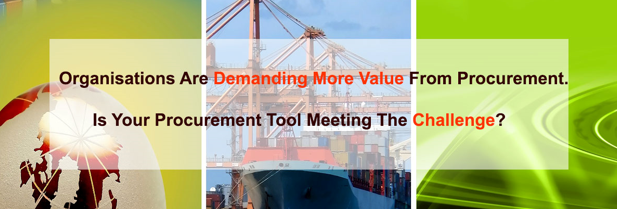 Organisations Are Demanding More Value From Procurement.
Is Your Procurement Tool Meeting The Challenge?